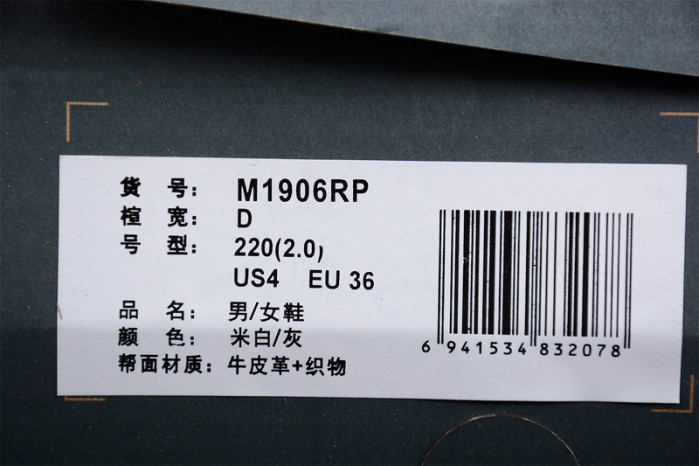 货 号： M1906RP
楦 宽： D
号 型： 220(2.0)
US4 EU 36
品 名： 男/女鞋
颜 色： 米白/灰
帮面材质： 牛皮革+织物
6 941534 832078